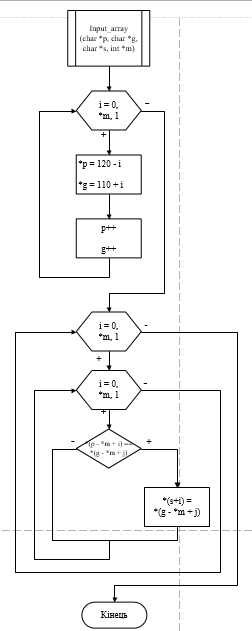 Input_array
(char *p, char *g,
char *s, int *m)
i = 0,
*m, 1
-
+
*p = 120 - i
*g = 110 + i
p++
g++
i = 0,
*m, 1
-
+
i = 0,
*m, 1
-
+
*(p - *m + i) ==
*(g - *m + j)
-
+
*(s+i) =
*(g - *m + j)
Кінець